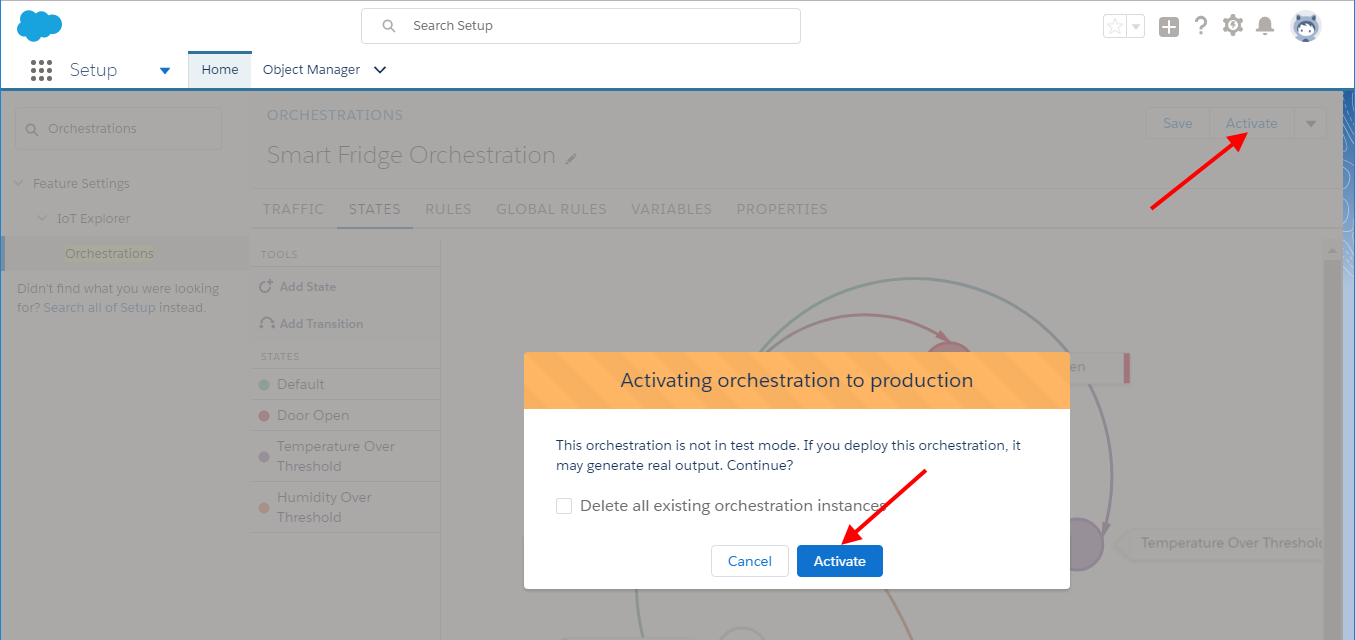 Search Setup
Setup
Home
Object Manager
Orchestrations
Feature Settings
IoT Explorer
Orchestrations
Didn't find what you were looking
for? Search all of Setup instead.
ORCHESTRATIONS
Smart Fridge Orchestration
Save
Activate
TRAFFIC
STATES
RULES
GLOBAL RULES
VARIABLES
PROPERTIES
TOOLS
Add State
Add Transition
STATES
Default
Door Open
Temperature Over
Threshold
Humidity Over
Threshold
en
Temperature Over Threshold
Activating orchestration to production
This orchestration is not in test mode. If you deploy this orchestration, it
may generate real output. Continue?
Delete all existing orchestration instances
Cancel
Activate